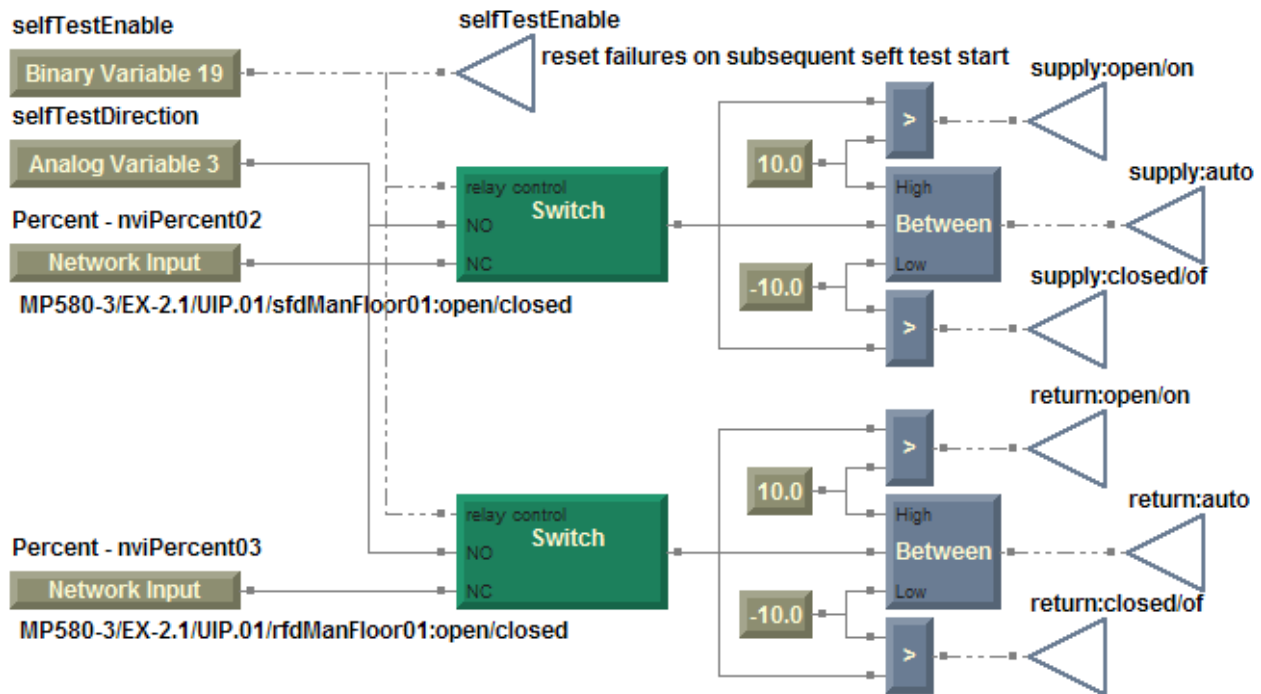 selfTestEnable
Binary Variable 19
selfTestEnable
reset failures on subsequent seft test start
selfTestDirection
Analog Variable 3
Percent - nviPercent02
Network Input
MP580-3/EX-2.1/UIP.01/sfdManFloor01:open/closed
relay control
Switch
NO
NC
supply:open/on
>
10.0
supply:auto
High
Between
Low
-10.0
supply:closed/of
>
Percent - nviPercent03
Network Input
MP580-3/EX-2.1/UIP.01/rfdManFloor01:open/closed
relay control
Switch
NO
NC
return:open/on
>
10.0
return:auto
High
Between
Low
-10.0
return:closed/of
>